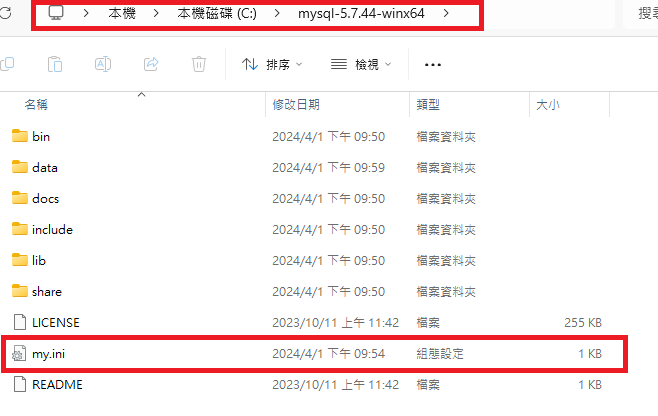 本機 > 本機磁碟 (C:) > mysql-5.7.44-winx64 >
排序 檢視 ...
名稱 修改日期 類型 大小
bin 2024/4/1 下午 09:50 檔案資料夾
data 2024/4/1 下午 09:59 檔案資料夾
docs 2024/4/1 下午 09:50 檔案資料夾
include 2024/4/1 下午 09:50 檔案資料夾
lib 2024/4/1 下午 09:50 檔案資料夾
share 2024/4/1 下午 09:50 檔案資料夾
LICENSE 2023/10/11 上午 11:42 檔案 255 KB
my.ini 2024/4/1 下午 09:54 組態設定 1 KB
README 2023/10/11 上午 11:42 檔案 1 KB